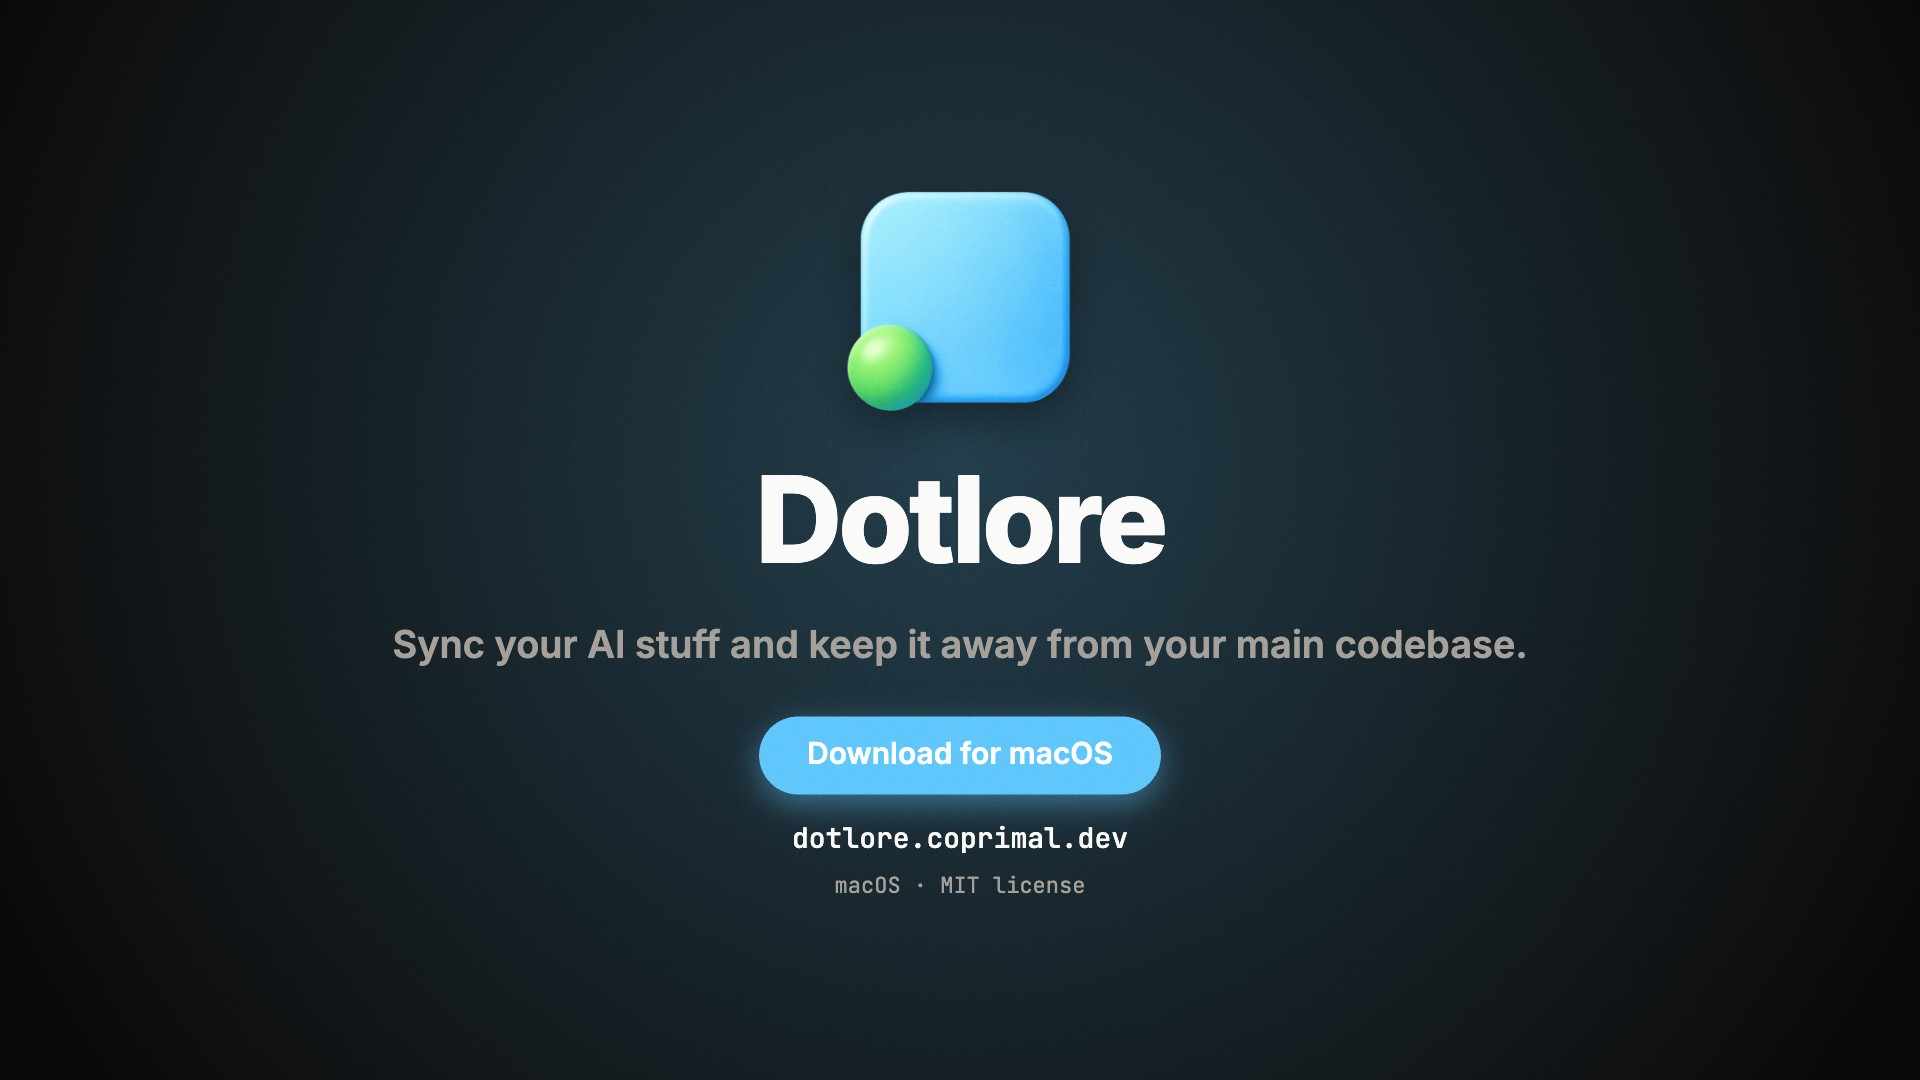 Dotlore
Sync your AI stuff and keep it away from your main codebase.
Download for macOS
dotlore.coprimal.dev
macOS · MIT license